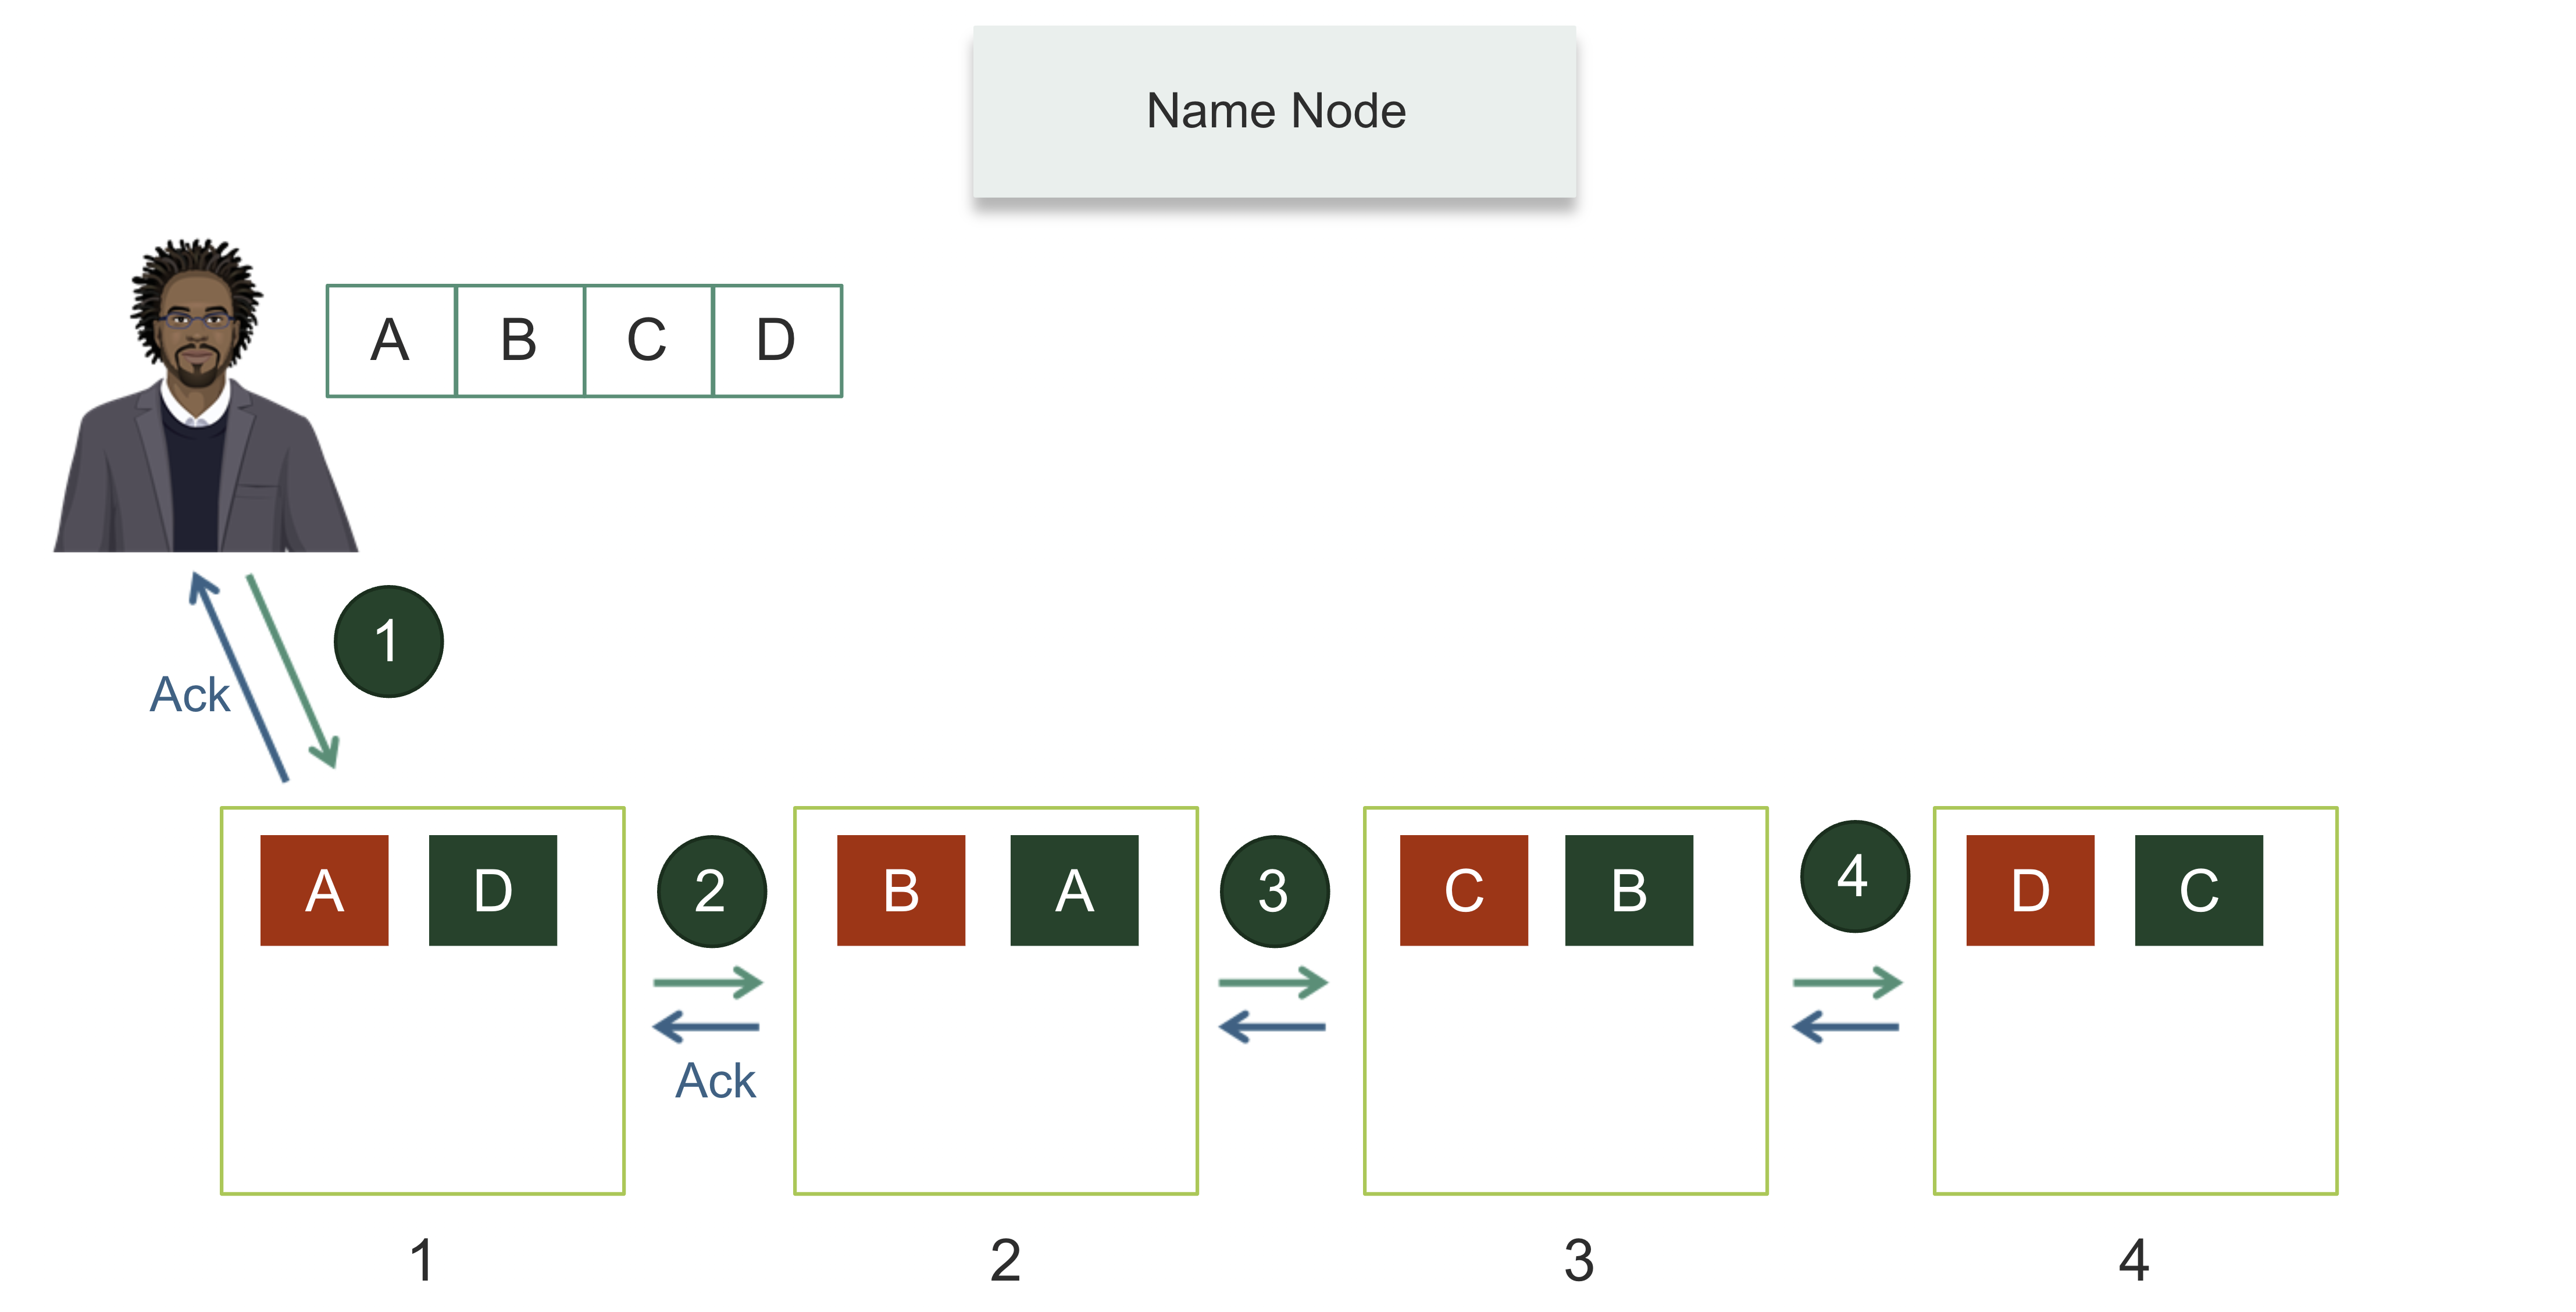 Name Node
A B C D
1
Ack
A D 2 B A 3 C B 4 D C
Ack
1 2 3 4